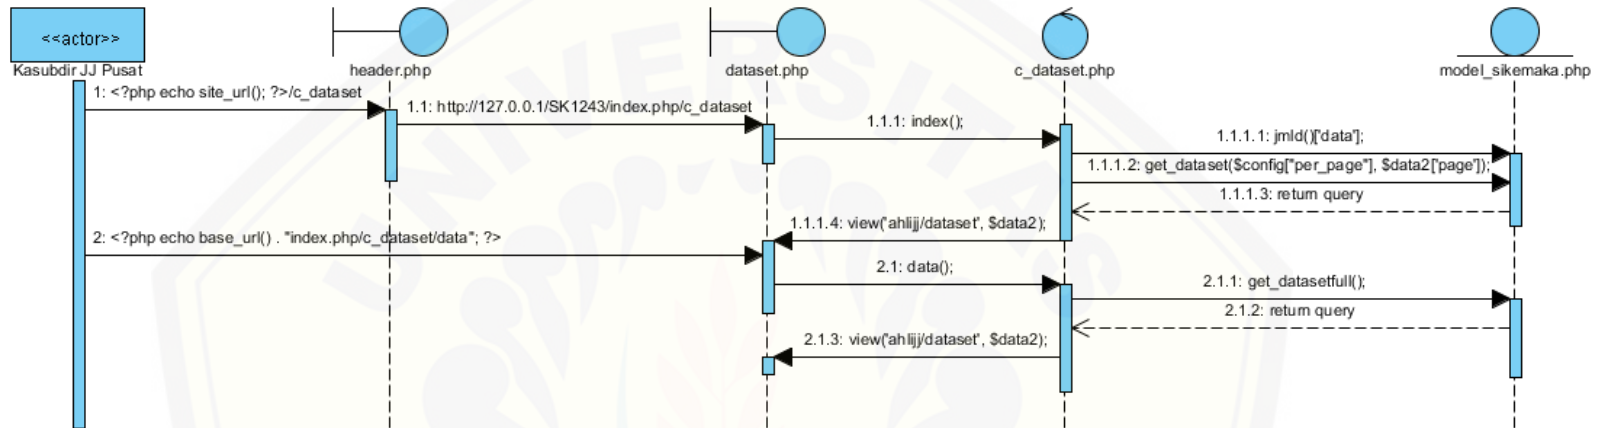 <<actor>>
Kasubdir JJ Pusat
header.php
dataset.php
c_dataset.php
model_sikemaka.php
1: <?php echo site_url(); ?>/c_dataset
1.1: http://127.0.0.1/SK1243/index.php/c_dataset
1.1.1: index();
1.1.1.1: jmld()['data'];
1.1.1.2: get_dataset($config["per_page"], $data2['page']);
1.1.1.3: return query
1.1.1.4: view('ahlijj/dataset', $data2);
2: <?php echo base_url() . "index.php/c_dataset/data"; ?>
2.1: data();
2.1.1: get_datasetfull();
2.1.2: return query
2.1.3: view('ahlijj/dataset', $data2);
UNIVERSITAS